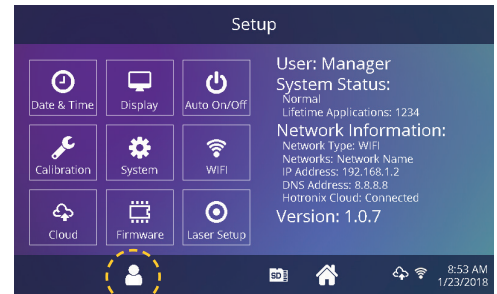 Setup
Date & Time
Display
Auto On/Off
Calibration
System
WIFI
Cloud
Firmware
Laser Setup
User: Manager
System Status:
Normal
Lifetime Applications: 1234
Network Information:
Network Type: WIFI
Networks: Network Name
IP Address: 192.168.1.2
DNS Address: 8.8.8.8
Hotronix Cloud: Connected
Version: 1.0.7
SD
8:53 AM
1/23/2018